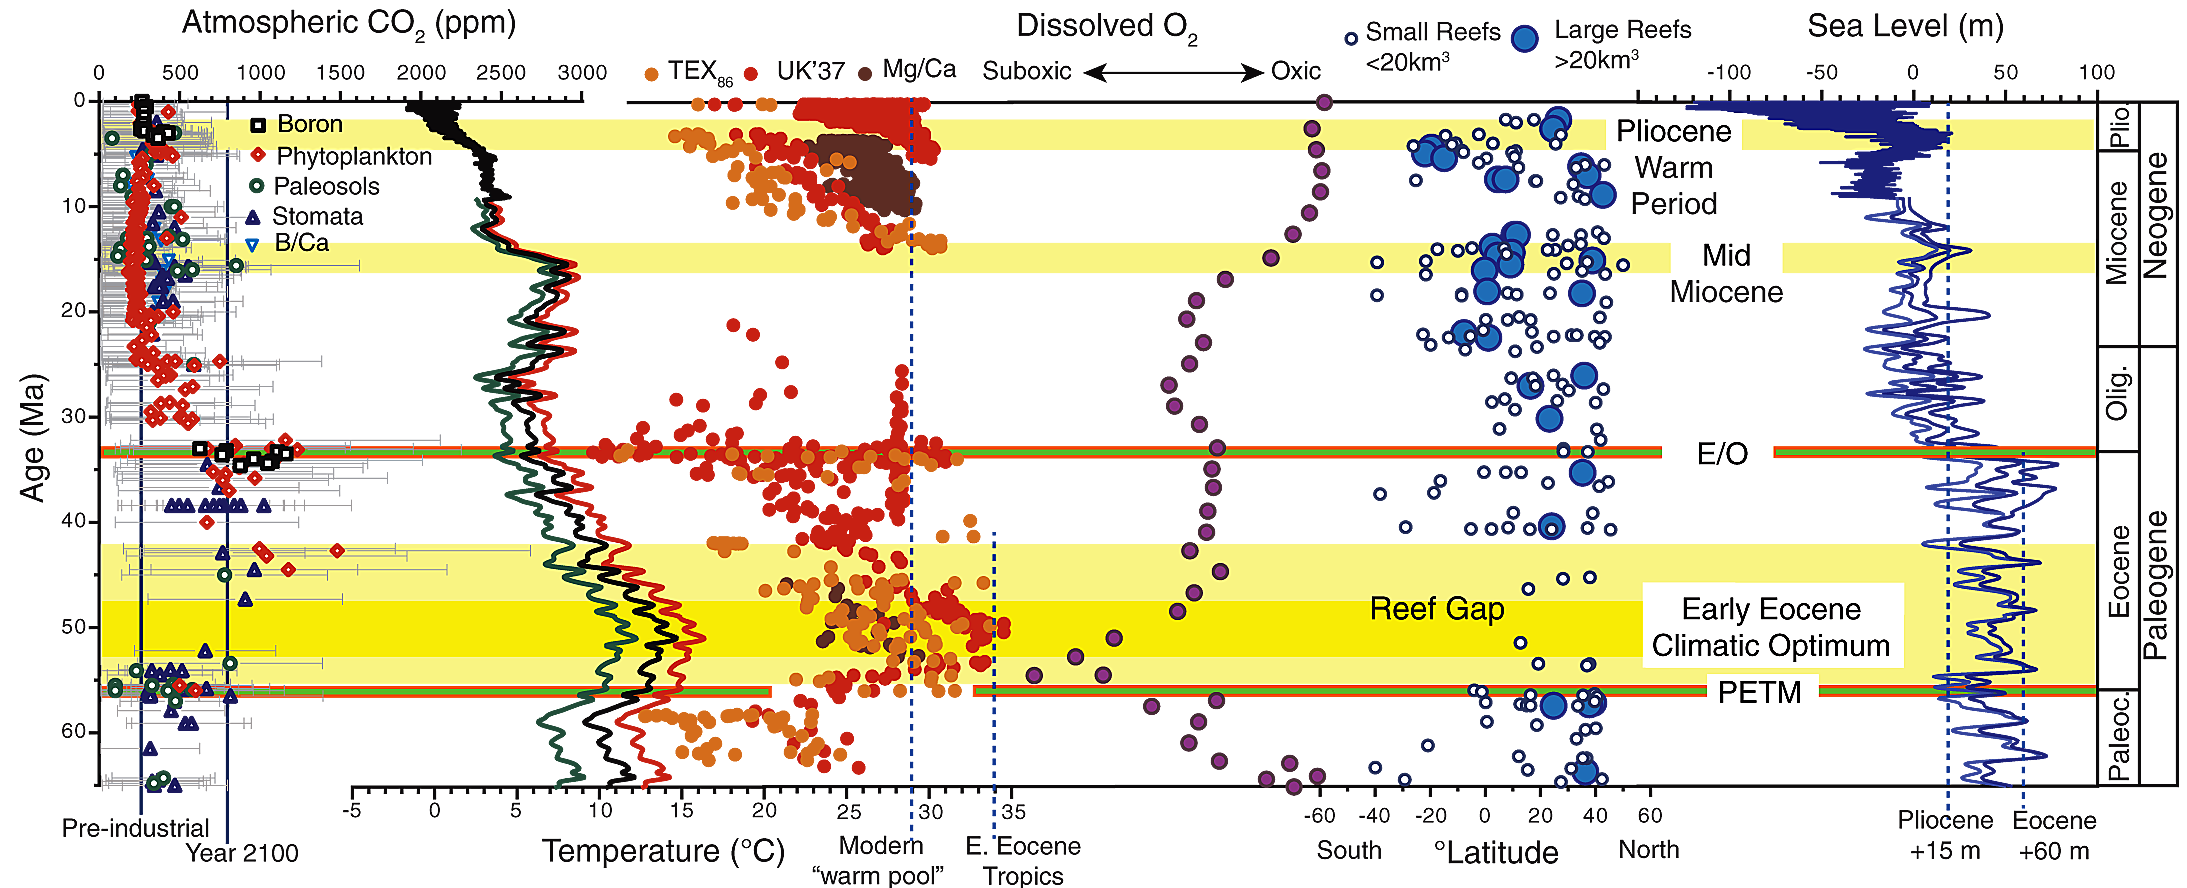 Atmospheric CO2 (ppm)
Dissolved O2
Small Reefs
<20km3
Large Reefs
>20km3
Sea Level (m)
0 500 1000 1500 2000 2500 3000
TEX86 UK'37 Mg/Ca
Suboxic Oxic
-100 -50 0 50 100
Age (Ma)
0
10
20
30
40
50
60
Boron
Phytoplankton
Paleosols
Stomata
B/Ca
Pliocene
Warm
Period
Mid
Miocene
E/O
Reef Gap
Early Eocene
Climatic Optimum
PETM
Plio.
Miocene
Olig.
Eocene
Paleoc.
Neogene
Paleogene
-5 0 5 10 15 20 25 30 35
-60 -40 -20 0 20 40 60
Pre-industrial
Year 2100
Temperature (°C)
Modern
"warm pool"
E. Eocene
Tropics
South °Latitude North
Pliocene
+15 m
Eocene
+60 m